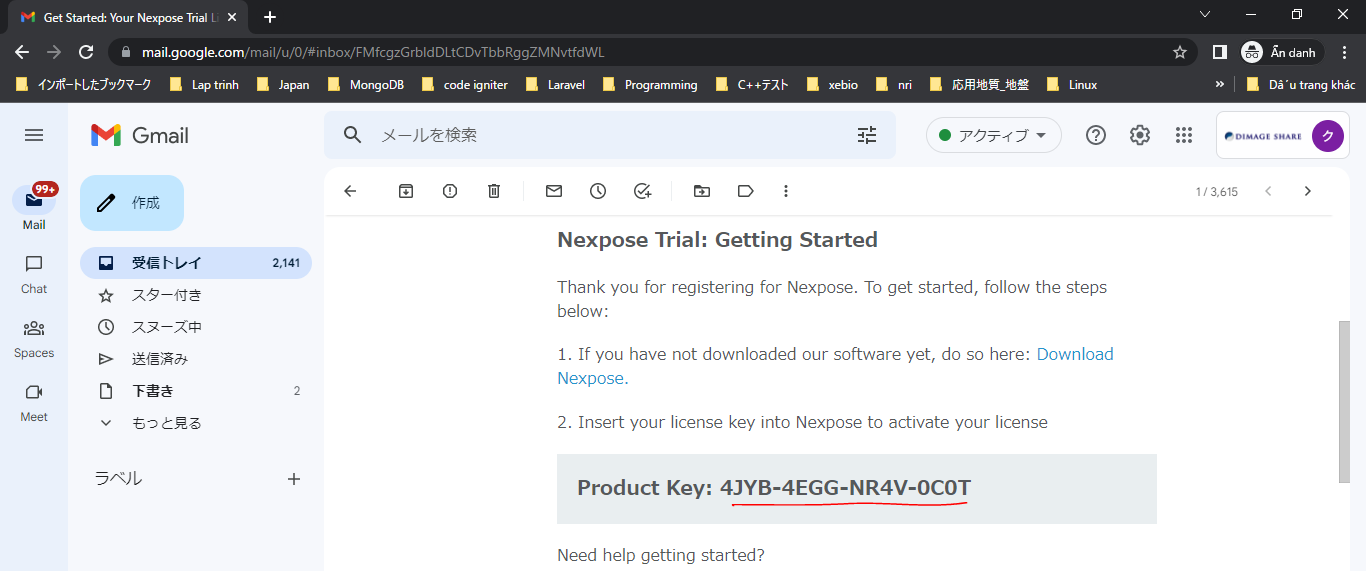 Get Started: Your Nexpose Trial Li
mail.google.com/mail/u/0/#inbox/FMfcgzGrbldDLtCDvTbbRggZMNvtfdWL
Ẩn danh
インポートしたブックマーク
Lap trinh
Japan
MongoDB
code igniter
Laravel
Programming
C++テスト
xebio
nri
応用地質_地盤
Linux
»
Dấu trang khác
Gmail
メールを検索
アクティブ
DIMAGE SHARE
ク
99+
Mail
Chat
Spaces
Meet
作成
受信トレイ 2,141
スター付き
スヌーズ中
送信済み
下書き 2
もっと見る
ラベル
1 / 3,615
Nexpose Trial: Getting Started
Thank you for registering for Nexpose. To get started, follow the steps
below:
1. If you have not downloaded our software yet, do so here: Download
Nexpose.
2. Insert your license key into Nexpose to activate your license
Product Key: 4JYB-4EGG-NR4V-0C0T
Need help getting started?